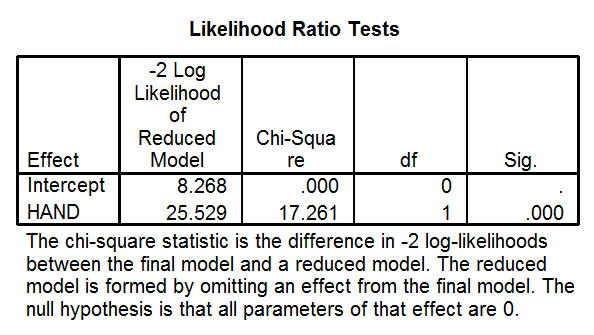 Likelihood Ratio Tests
-2 Log
Likelihood
of
Reduced
Model
Chi-Squa
re
Effect
df
Sig.
Intercept 8.268 .000 0 .
HAND 25.529 17.261 1 .000
The chi-square statistic is the difference in -2 log-likelihoods
between the final model and a reduced model. The reduced
model is formed by omitting an effect from the final model. The
null hypothesis is that all parameters of that effect are 0.